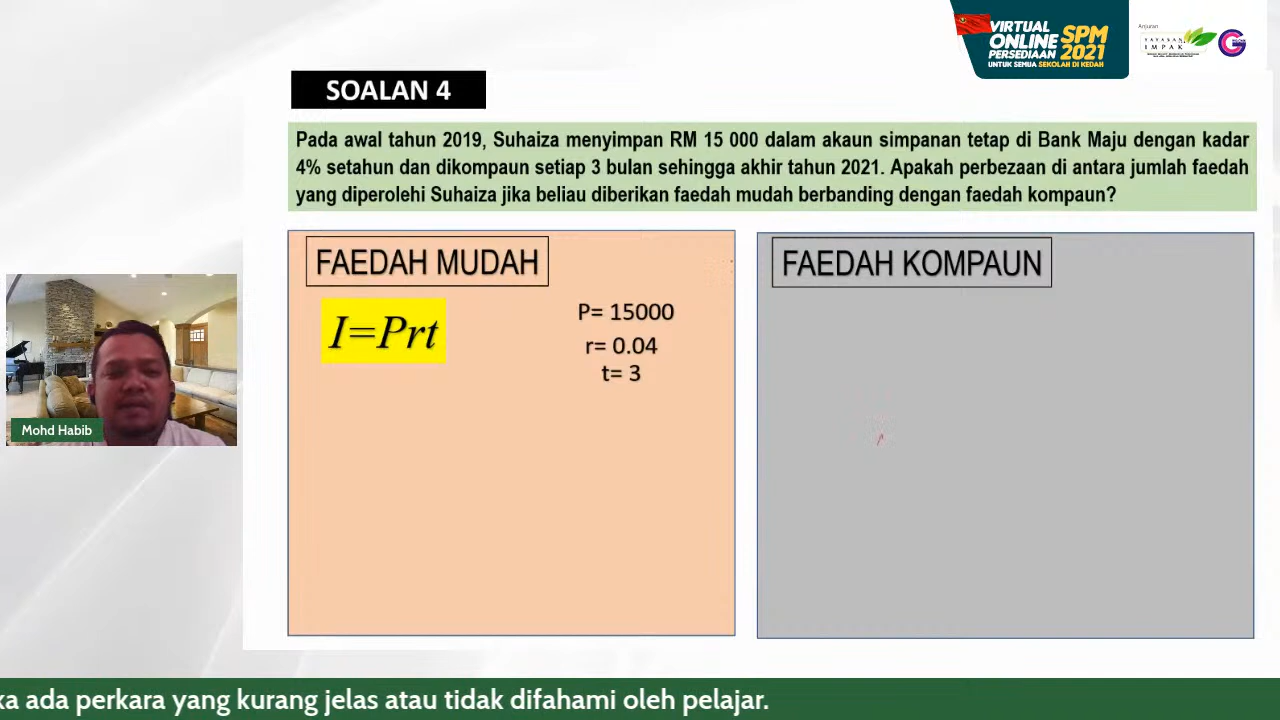 VIRTUAL
ONLINE
PERSEDIAAN
SPM
2021
UNTUK SEMUA SEKOLAH DI KEDAH
Anjuran
YAYASAN
IMPAK
SOALAN 4
Pada awal tahun 2019, Suhaiza menyimpan RM 15 000 dalam akaun simpanan tetap di Bank Maju dengan kadar
4% setahun dan dikompaun setiap 3 bulan sehingga akhir tahun 2021. Apakah perbezaan di antara jumlah faedah
yang diperolehi Suhaiza jika beliau diberikan faedah mudah berbanding dengan faedah kompaun?
FAEDAH MUDAH
I=Prt
P= 15000
r= 0.04
t= 3
FAEDAH KOMPAUN
Mohd Habib
ka ada perkara yang kurang jelas atau tidak difahami oleh pelajar.